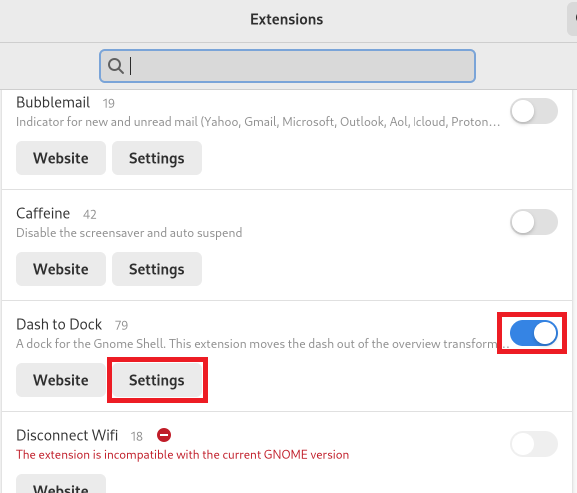 Extensions
Bubblemail 19
Indicator for new and unread mail (Yahoo, Gmail, Microsoft, Outlook, Aol, Icloud, Proton…
Website Settings
Caffeine 42
Disable the screensaver and auto suspend
Website Settings
Dash to Dock 79
A dock for the Gnome Shell. This extension moves the dash out of the overview transform…
Website Settings
Disconnect Wifi 18
The extension is incompatible with the current GNOME version
Website